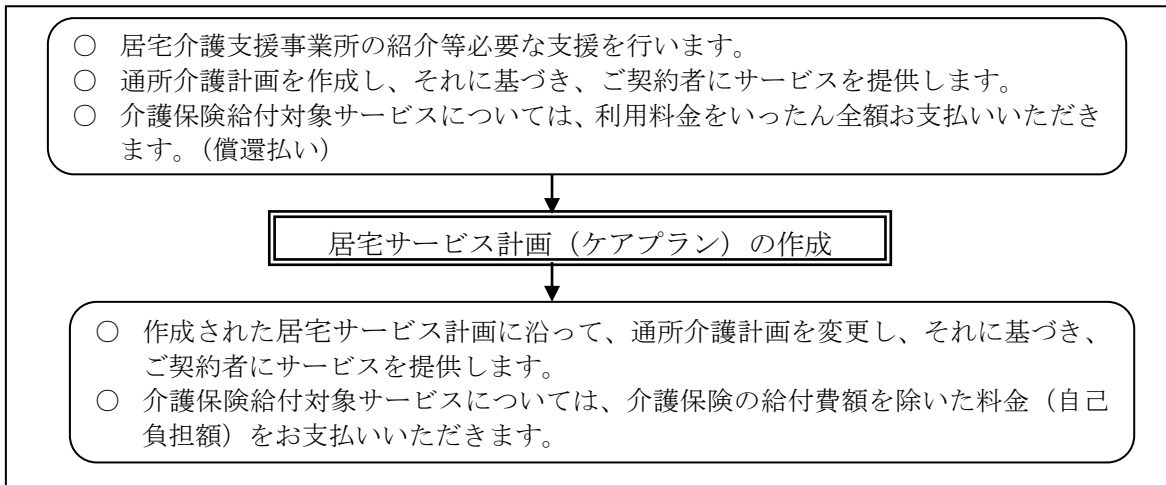 ○ 居宅介護支援事業所の紹介等必要な支援を行います。
○ 通所介護計画を作成し、それに基づき、ご契約者にサービスを提供します。
○ 介護保険給付対象サービスについては、利用料金をいったん全額お支払いいただき
ます。（償還払い）
居宅サービス計画（ケアプラン）の作成
○ 作成された居宅サービス計画に沿って、通所介護計画を変更し、それに基づき、
ご契約者にサービスを提供します。
○ 介護保険給付対象サービスについては、介護保険の給付費額を除いた料金（自己
負担額）をお支払いいただきます。